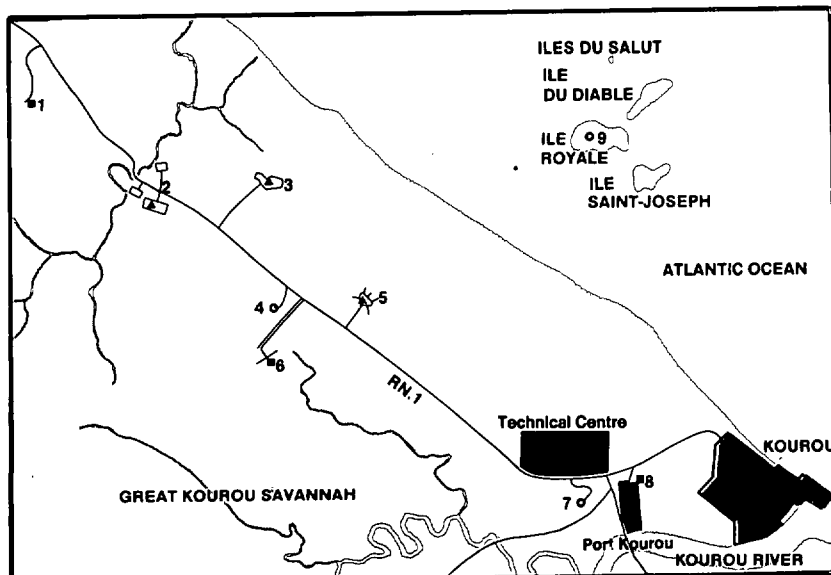 ILES DU SALUT
ILE
DU DIABLE
1
ILE
ROYALE
9
2
3
ILE
SAINT-JOSEPH
ATLANTIC OCEAN
4
5
6
RN.1
Technical Centre
KOUROU
GREAT KOUROU SAVANNAH
7
8
Port Kourou
KOUROU RIVER